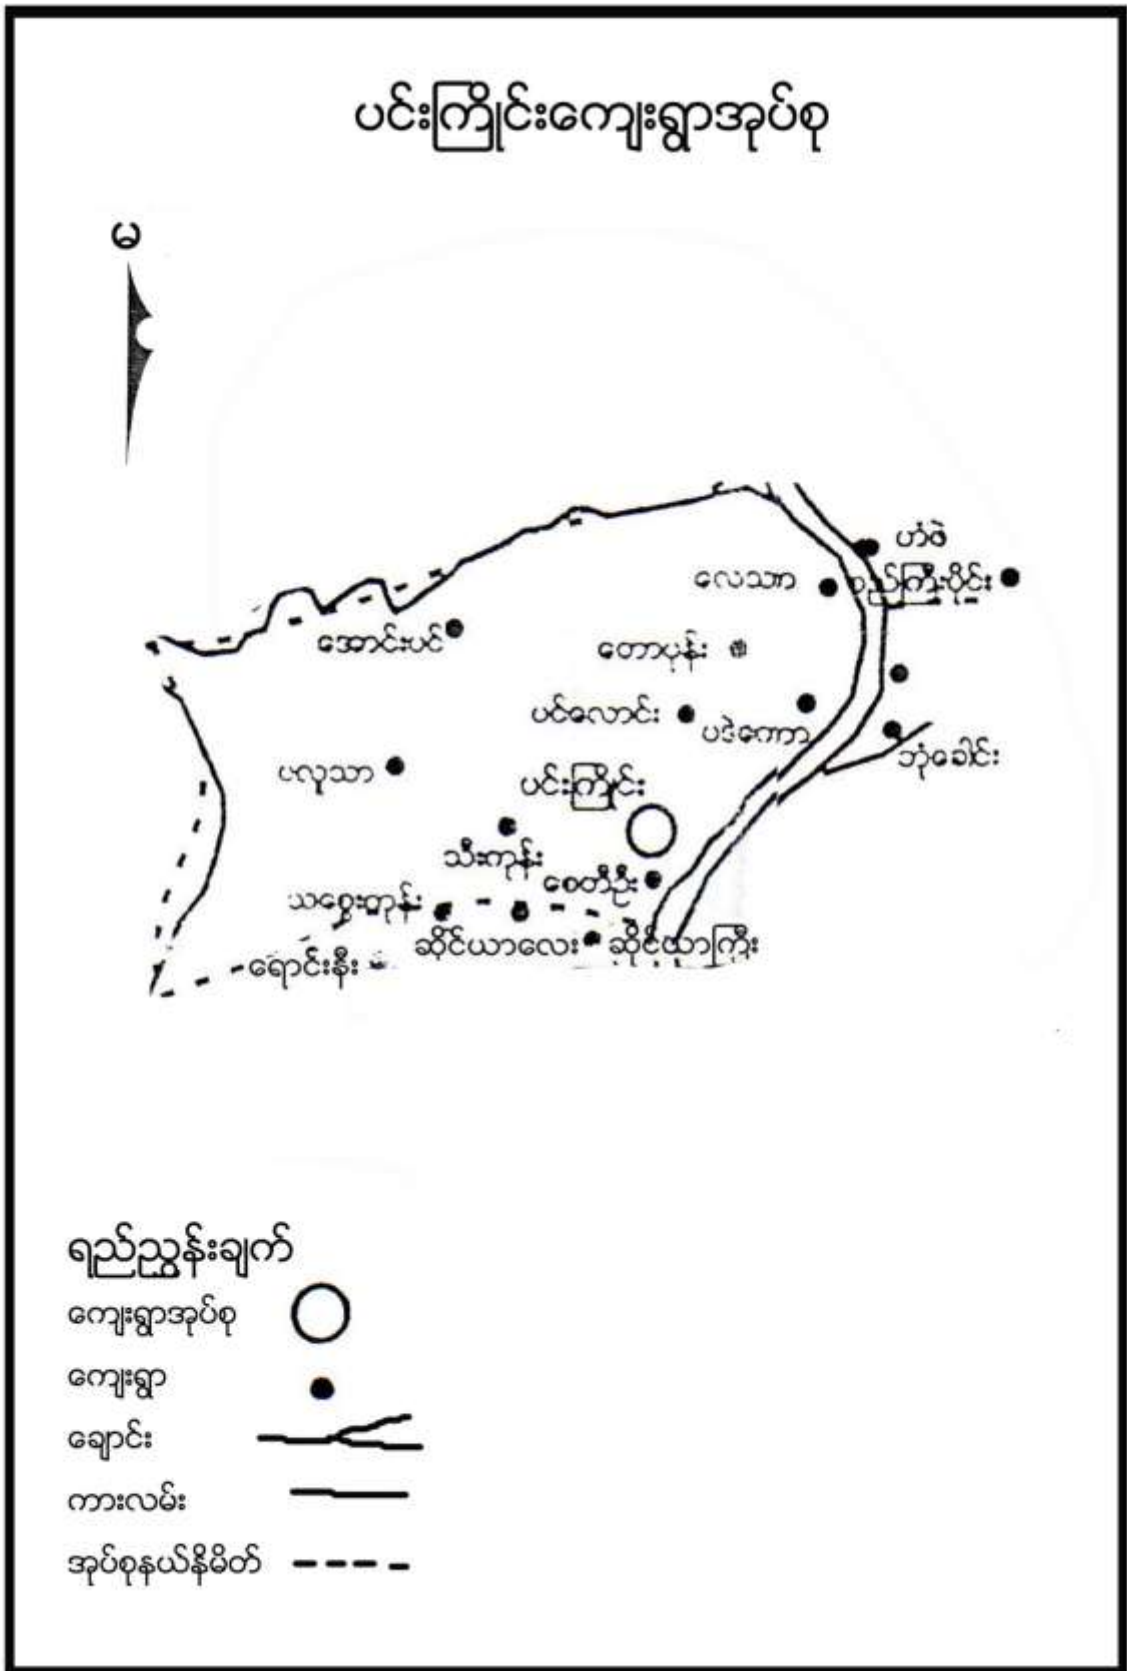 ပင်းကြိုင်းကျေးရွာအုပ်စု
မ
ဟံဖဲ
လေသာ
အောင်းပင်
တောပုန်း
ပင်လောင်း
ပဒဲကော
ဘုံခေါင်း
ပလူသာ
ပင်းကြိုင်း
သီးကုန်း
စေတီဦး
ဆိုင်ယာလေး
ဆိုင်ယာကြီး
ရောင်းနီး
ရည်ညွှန်းချက်
ကျေးရွာအုပ်စု
ကျေးရွာ
ချောင်း
ကားလမ်း
အုပ်စုနယ်နိမိတ်